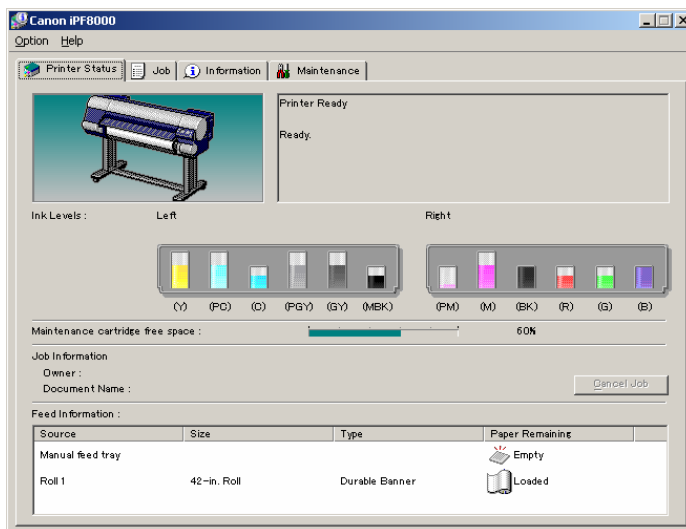 Canon iPF8000
Option Help
Printer Status Job Information Maintenance
Printer Ready
Ready.
Ink Levels : Left Right
(Y) (PC) (C) (PGY) (GY) (MBK) (PM) (M) (BK) (R) (G) (B)
Maintenance cartridge free space : 60%
Job Information
Owner :
Document Name :
Cancel Job
Feed Information :
Source Size Type Paper Remaining
Manual feed tray Empty
Roll 1 42-in. Roll Durable Banner Loaded